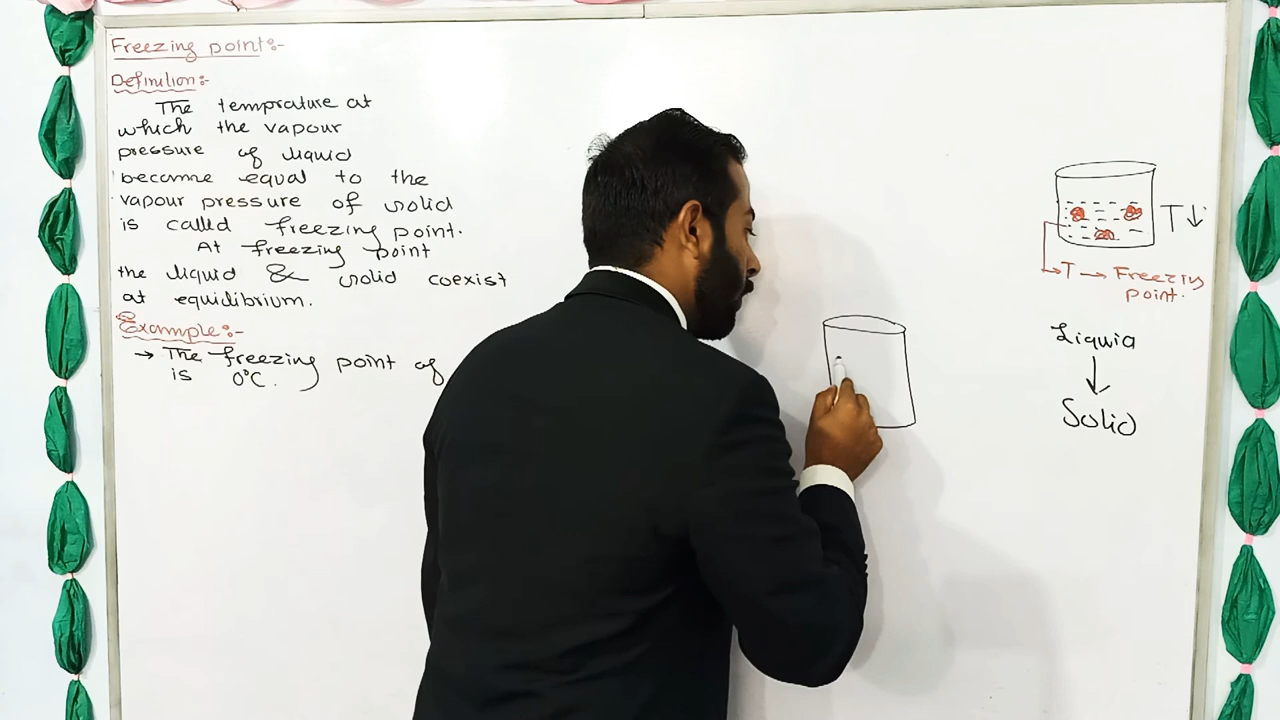 Freezing point:-
Definition:-
The temprature at
which the vapour
pressure of liquid
became equal to the
vapour pressure of solid
is called freezing point.
At freezing point
the liquid & solid coexist
at equidibrium.
Example:-
→ The freezing point of
is 0°C.
T ↓
T → Freezing
point.
Liquid
↓
Solid